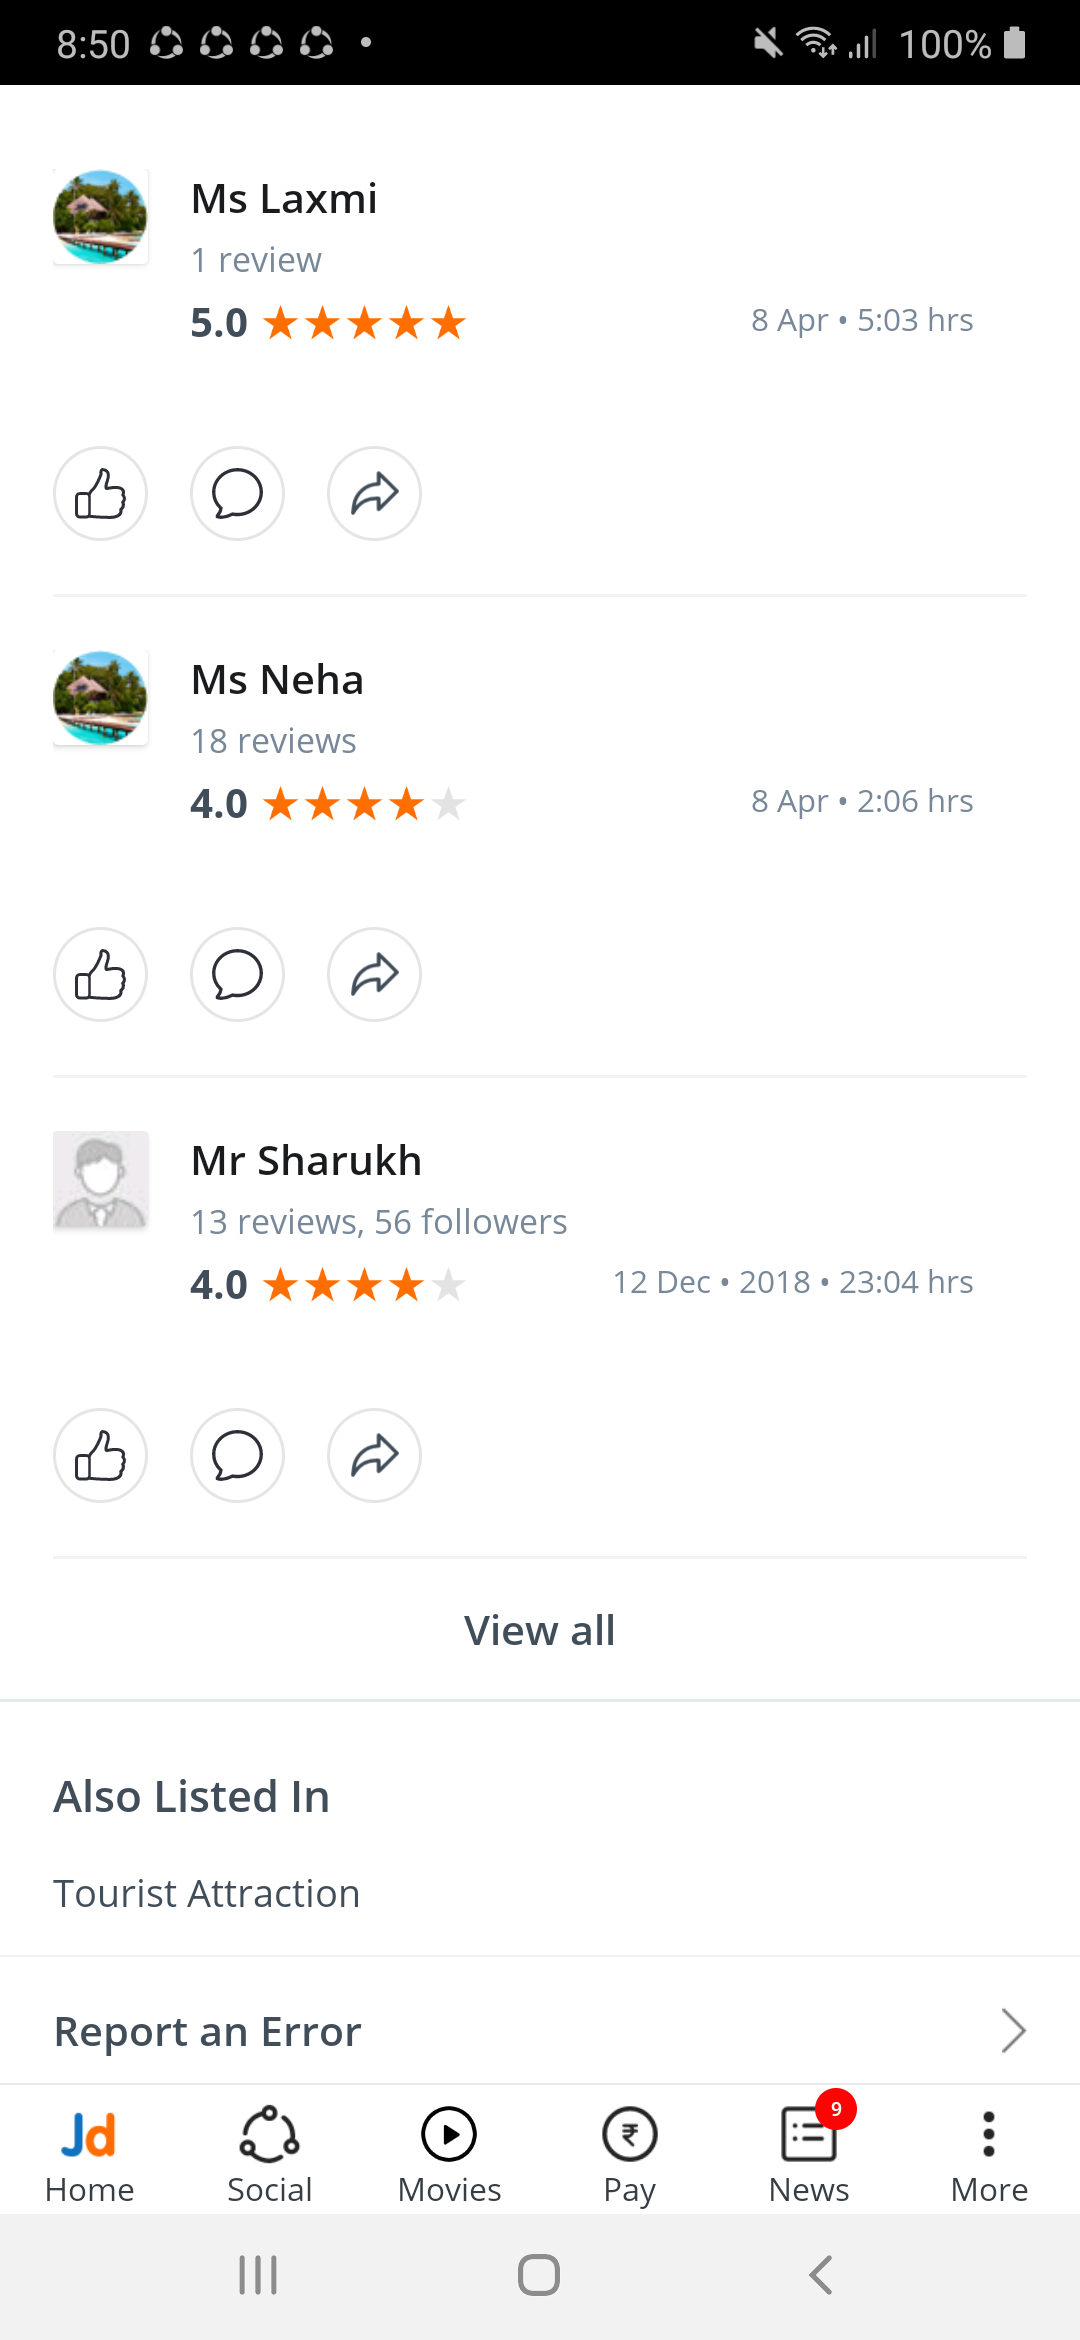 8:50
100%
Ms Laxmi
1 review
5.0
8 Apr • 5:03 hrs
Ms Neha
18 reviews
4.0
8 Apr • 2:06 hrs
Mr Sharukh
13 reviews, 56 followers
4.0
12 Dec • 2018 • 23:04 hrs
View all
Also Listed In
Tourist Attraction
Report an Error
Jd
₹
9
Home
Social
Movies
Pay
News
More